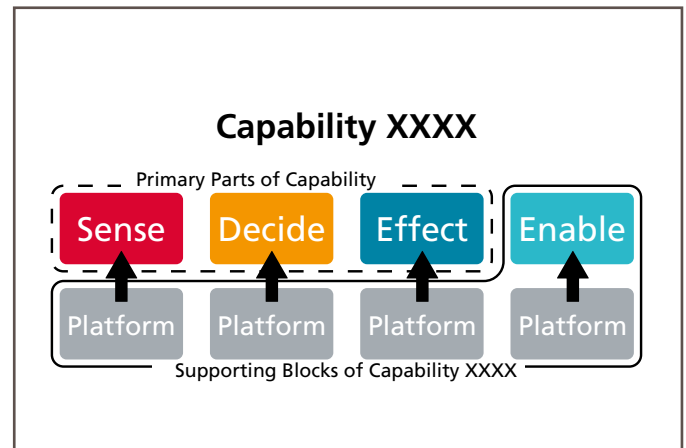 Capability XXXX
Primary Parts of Capability
Sense Decide Effect Enable
Platform Platform Platform Platform
Supporting Blocks of Capability XXXX